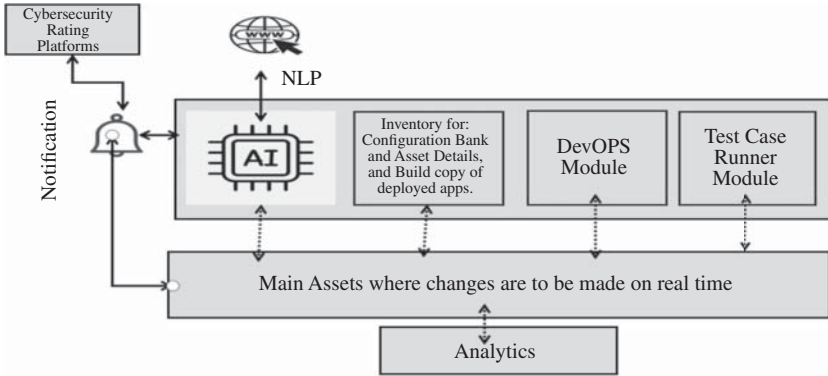 Cybersecurity
Rating
Platforms
WWW
NLP
Notification
AI
Inventory for:
Configuration Bank
and Asset Details,
and Build copy of
deployed apps.
DevOPS
Module
Test Case
Runner
Module
Main Assets where changes are to be made on real time
Analytics